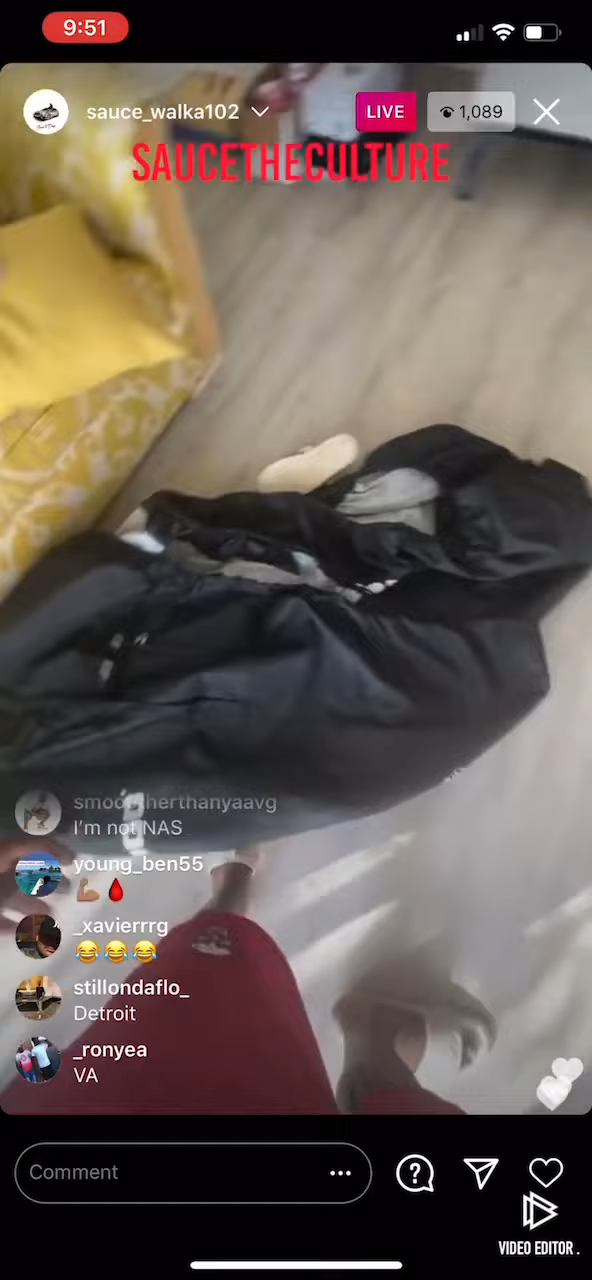 9:51
sauce_walka102
LIVE
1,089
SAUCETHECULTURE
I'm not NAS
young_ben55
💪🏽🩸
_xavierrrg
😂😂😂
stillondaflo_
Detroit
_ronyea
VA
Comment
VIDEO EDITOR .